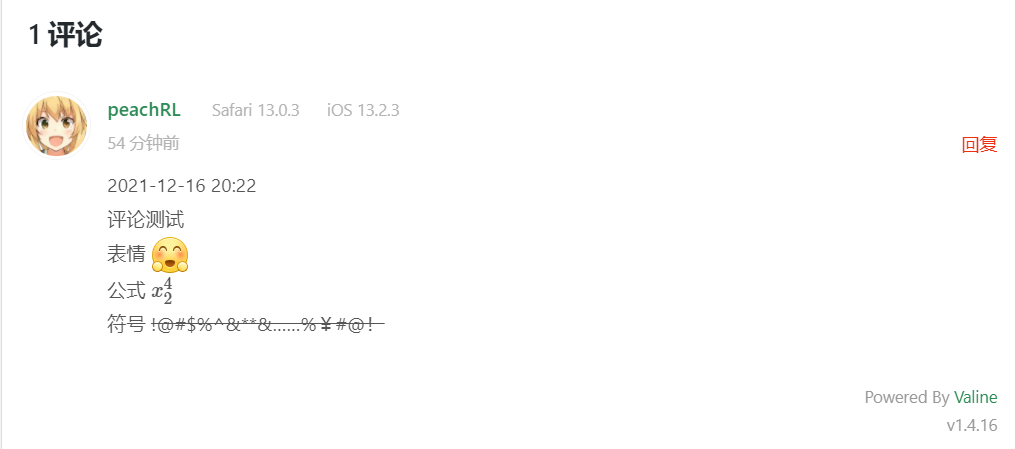 1 评论
peachRL Safari 13.0.3 iOS 13.2.3
54 分钟前 回复
2021-12-16 20:22
评论测试
表情 🤗
公式 x₂⁴
符号 !@#$%^&**&……%￥#@！
Powered By Valine
v1.4.16